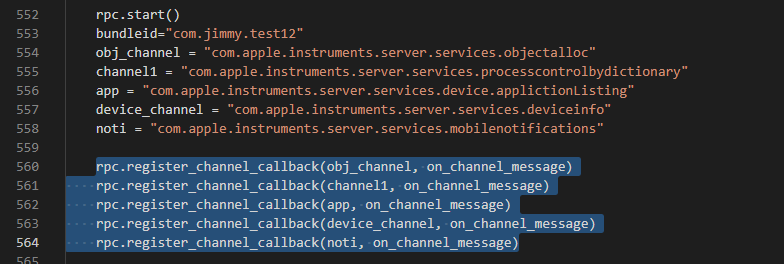 552 rpc.start()
553 bundleid="com.jimmy.test12"
554 obj_channel = "com.apple.instruments.server.services.objectalloc"
555 channel1 = "com.apple.instruments.server.services.processcontrolbydictionary"
556 app = "com.apple.instruments.server.services.device.applictionListing"
557 device_channel = "com.apple.instruments.server.services.deviceinfo"
558 noti = "com.apple.instruments.server.services.mobilenotifications"
559
560 rpc.register_channel_callback(obj_channel, on_channel_message)
561 rpc.register_channel_callback(channel1, on_channel_message)
562 rpc.register_channel_callback(app, on_channel_message)
563 rpc.register_channel_callback(device_channel, on_channel_message)
564 rpc.register_channel_callback(noti, on_channel_message)
565